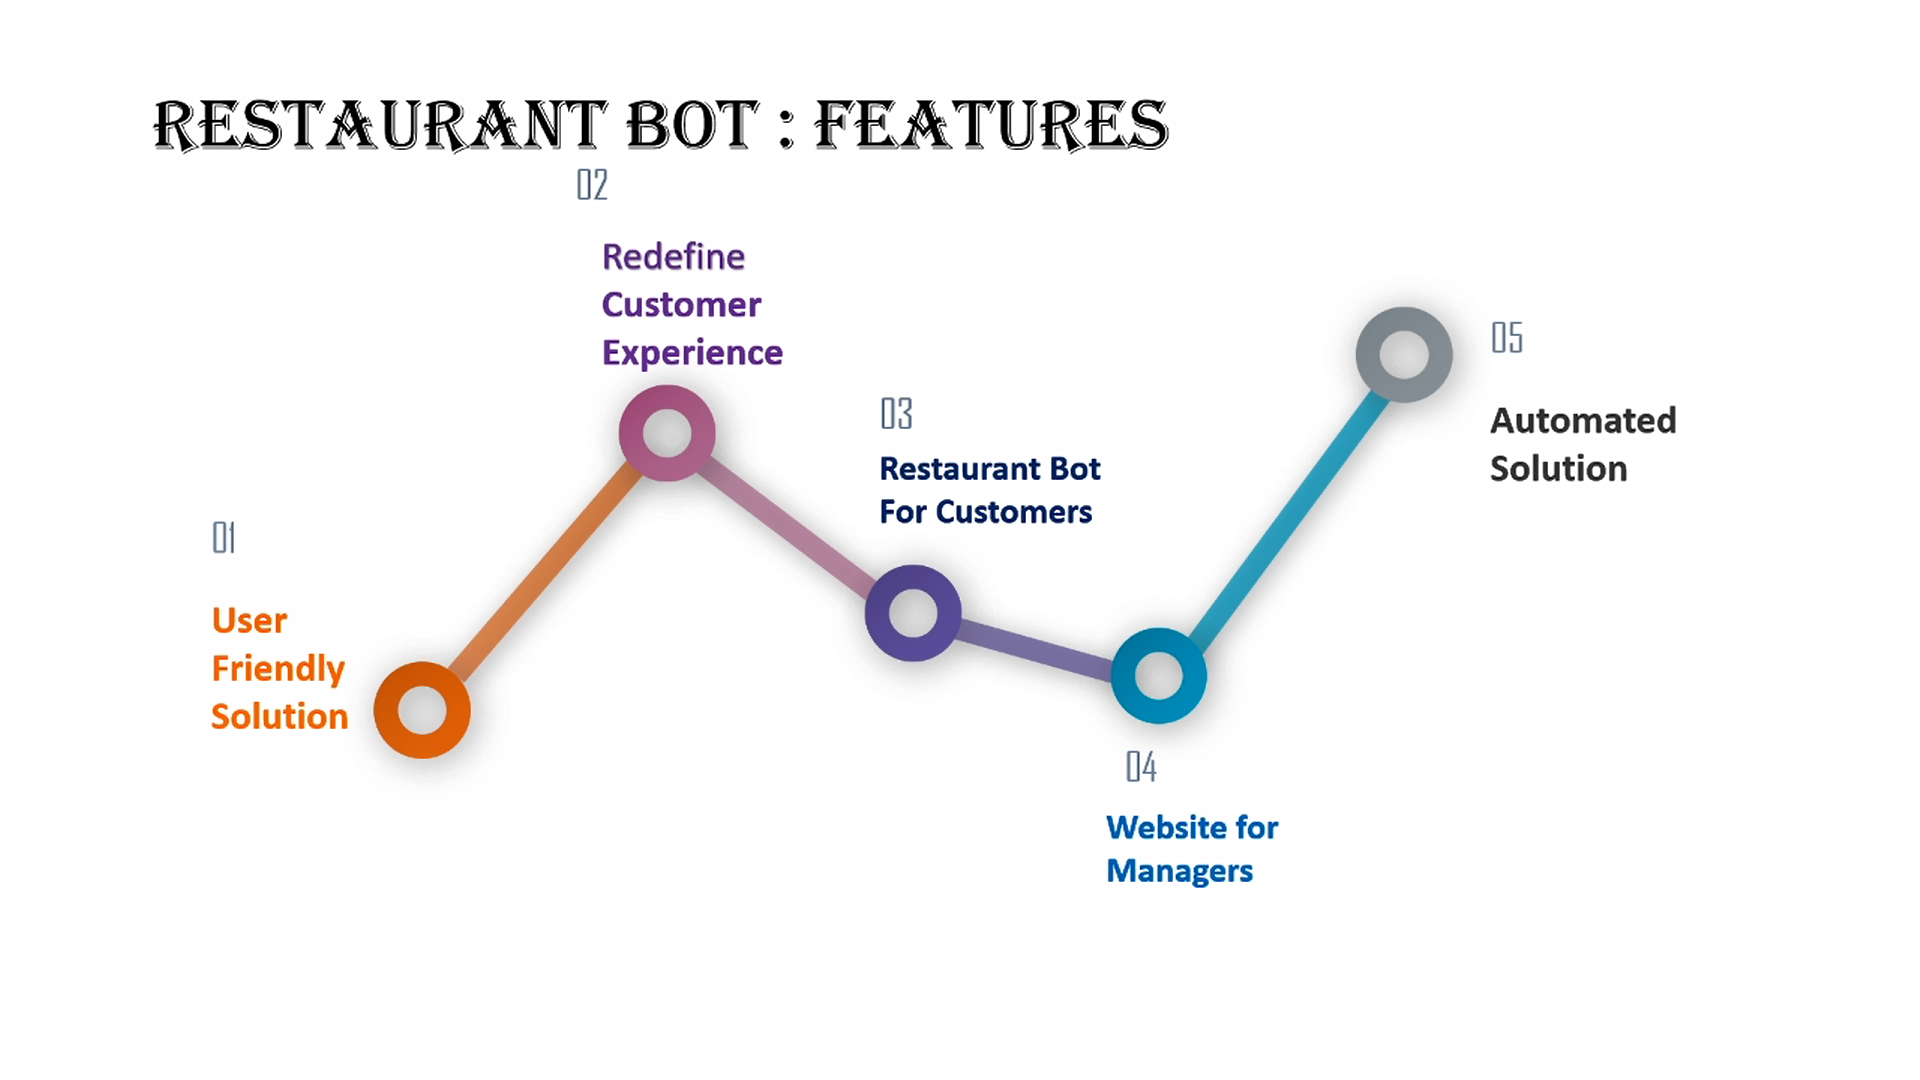 RESTAURANT BOT : FEATURES
01
User
Friendly
Solution
02
Redefine
Customer
Experience
03
Restaurant Bot
For Customers
04
Website for
Managers
05
Automated
Solution